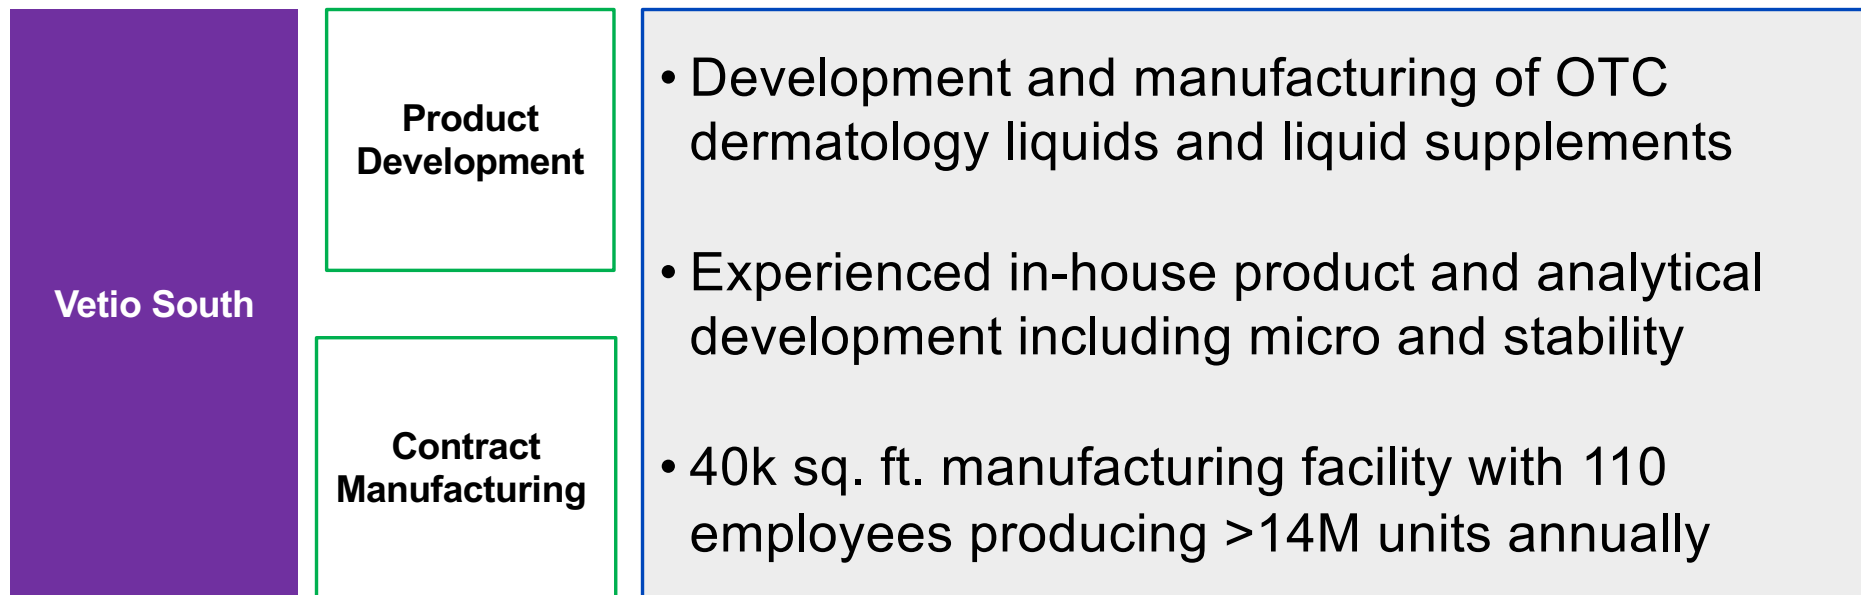 Vetio South
Product
Development
Contract
Manufacturing
• Development and manufacturing of OTC
dermatology liquids and liquid supplements
• Experienced in-house product and analytical
development including micro and stability
• 40k sq. ft. manufacturing facility with 110
employees producing >14M units annually